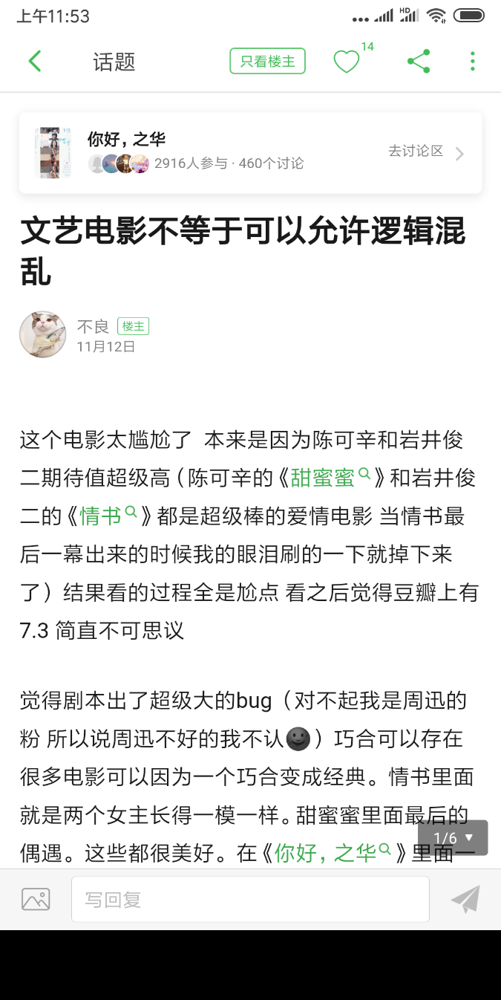 上午11:53
HD
话题
只看楼主
14
你好，之华
2916人参与 · 460个讨论
去讨论区
文艺电影不等于可以允许逻辑混
乱
不良 楼主
11月12日
这个电影太尴尬了 本来是因为陈可辛和岩井俊
二期待值超级高（陈可辛的《甜蜜蜜》和岩井俊
二的《情书》都是超级棒的爱情电影 当情书最
后一幕出来的时候我的眼泪刷的一下就掉下来
了）结果看的过程全是尬点 看之后觉得豆瓣上有
7.3 简直不可思议
觉得剧本出了超级大的bug（对不起我是周迅的
粉 所以说周迅不好的我不认🌚）巧合可以存在
很多电影可以因为一个巧合变成经典。情书里面
就是两个女主长得一模一样。甜蜜蜜里面最后的
偶遇。这些都很美好。在《你好，之华》里面一
1/6
写回复